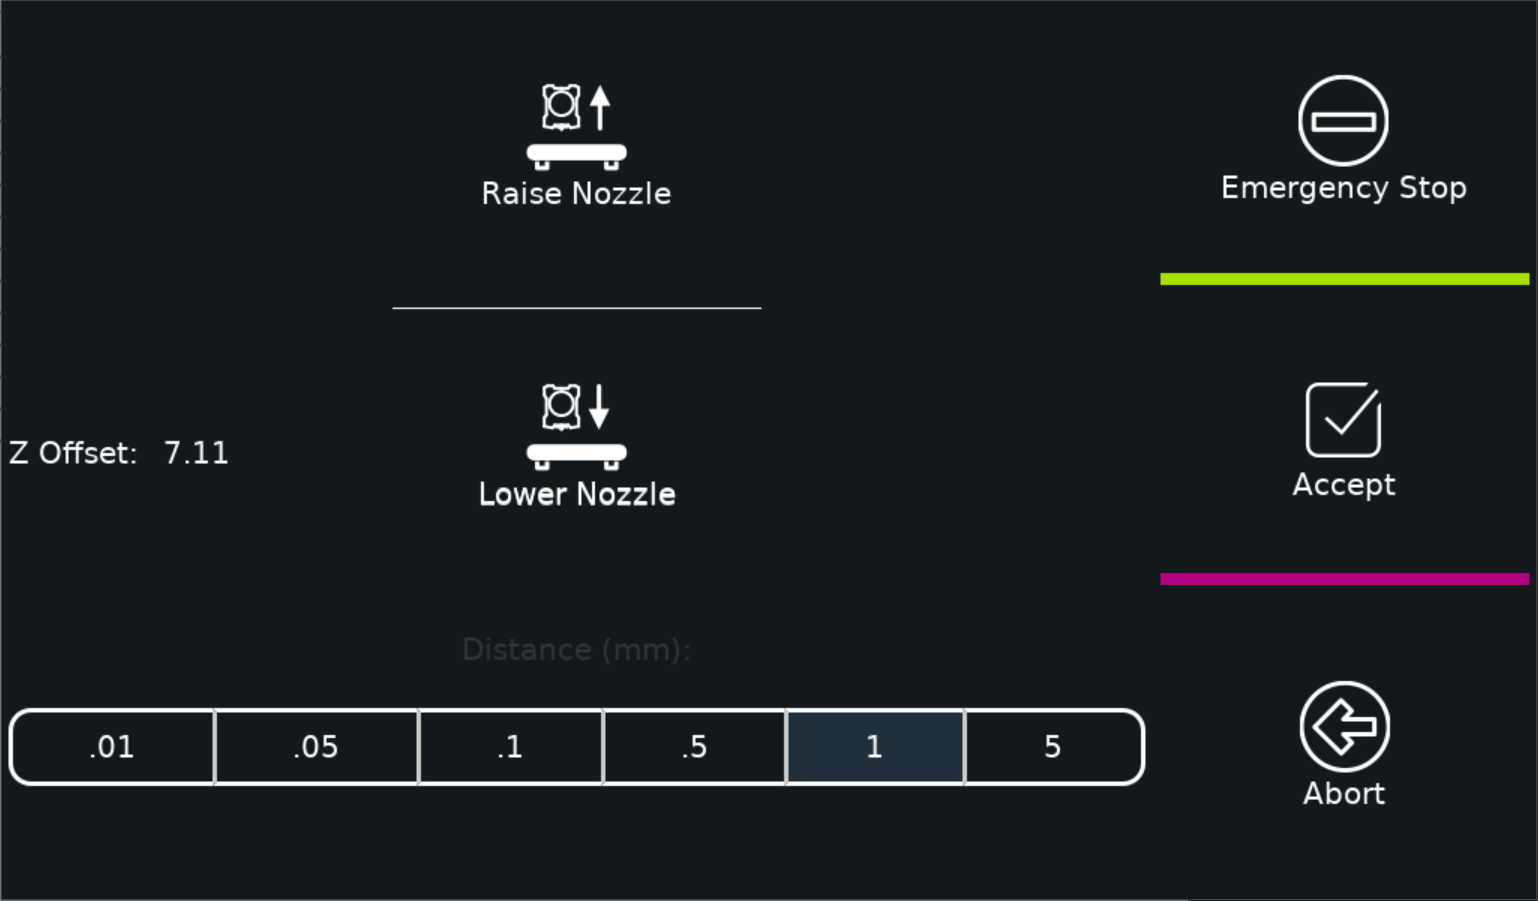 Raise Nozzle
Emergency Stop
Z Offset: 7.11
Lower Nozzle
Accept
Distance (mm):
.01 .05 .1 .5 1 5
Abort